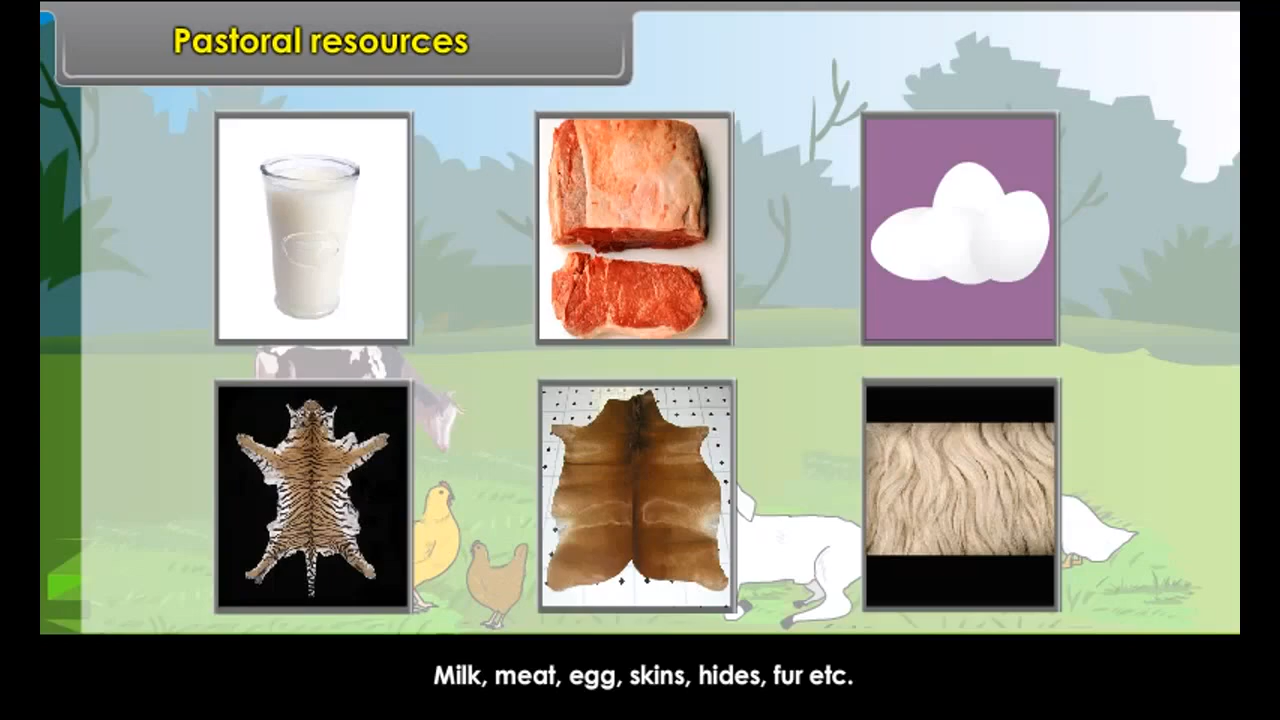 Pastoral resources
Milk, meat, egg, skins, hides, fur etc.